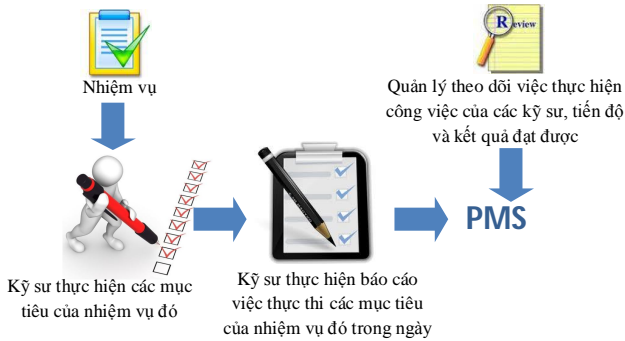 Review
Nhiệm vụ
Quản lý theo dõi việc thực hiện
công việc của các kỹ sư, tiến độ
và kết quả đạt được
PMS
Kỹ sư thực hiện các mục
tiêu của nhiệm vụ đó
Kỹ sư thực hiện báo cáo
việc thực thi các mục tiêu
của nhiệm vụ đó trong ngày